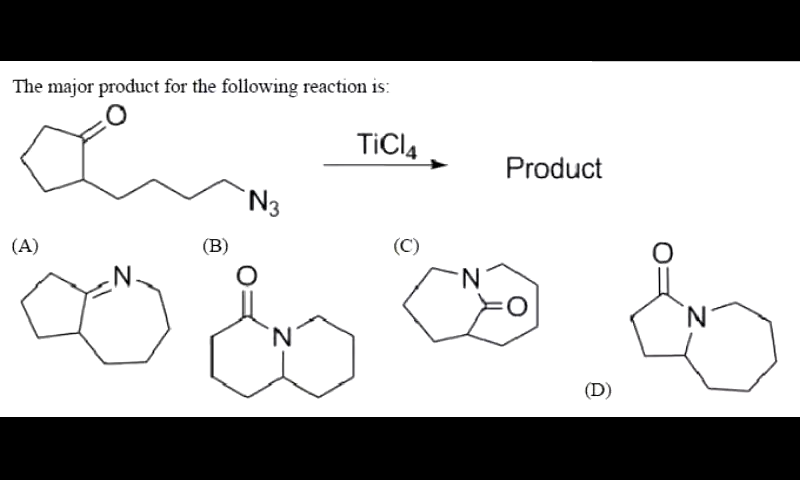 The major product for the following reaction is:
O
TiCl4
Product
N3
(A)
(B)
(C)
N
O
N
N
O
O
N
(D)